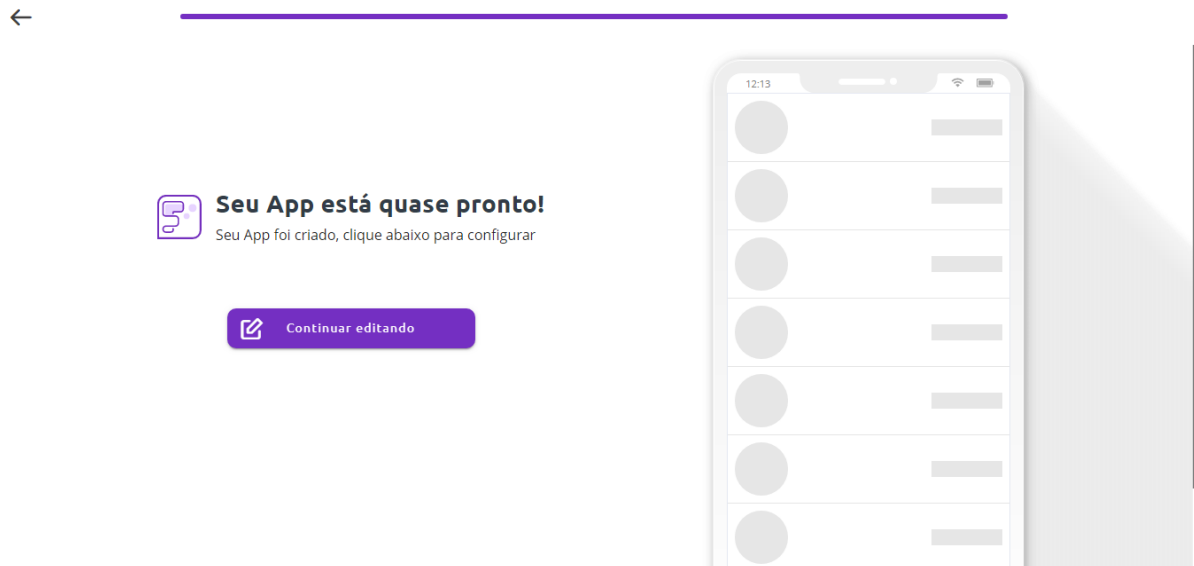 12:13
Seu App está quase pronto!
Seu App foi criado, clique abaixo para configurar
Continuar editando